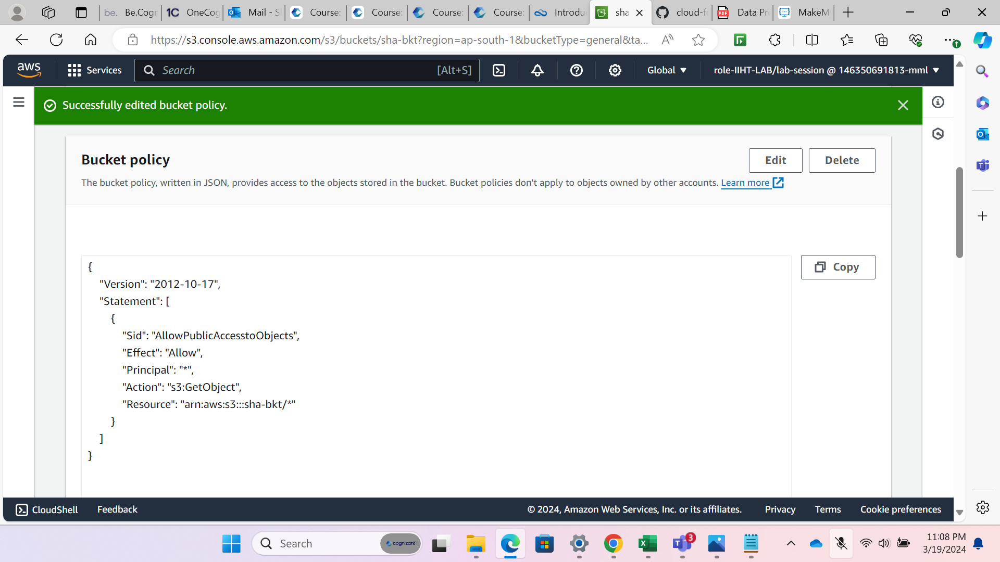 be. Be.Cogn
1C OneCog
Mail - S
Course:
Course:
Course:
Course:
Introdu
sha
cloud-fo
PDF Data Pr
MakeM
https://s3.console.aws.amazon.com/s3/buckets/sha-bkt?region=ap-south-1&bucketType=general&ta...
aws
Services
Search [Alt+S]
Global
role-IIHT-LAB/lab-session @ 146350691813-mml
Successfully edited bucket policy.
Bucket policy
Edit
Delete
The bucket policy, written in JSON, provides access to the objects stored in the bucket. Bucket policies don't apply to objects owned by other accounts. Learn more
Copy
{
"Version": "2012-10-17",
"Statement": [
{
"Sid": "AllowPublicAccesstoObjects",
"Effect": "Allow",
"Principal": "*",
"Action": "s3:GetObject",
"Resource": "arn:aws:s3:::sha-bkt/*"
}
]
}
CloudShell
Feedback
© 2024, Amazon Web Services, Inc. or its affiliates.
Privacy
Terms
Cookie preferences
Search
cognizant
3
11:08 PM
3/19/2024